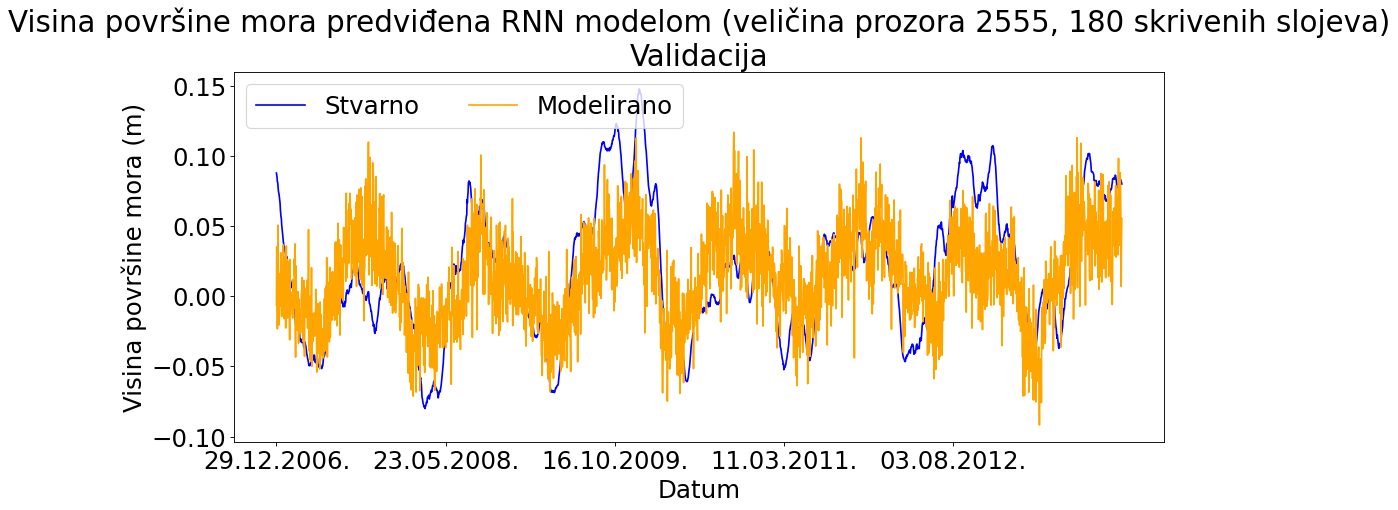 Visina površine mora predviđena RNN modelom (veličina prozora 2555, 180 skrivenih slojeva)
Validacija
Stvarno
Modelirano
Visina površine mora (m)
0.15
0.10
0.05
0.00
−0.05
−0.10
29.12.2006.
23.05.2008.
16.10.2009.
11.03.2011.
03.08.2012.
Datum